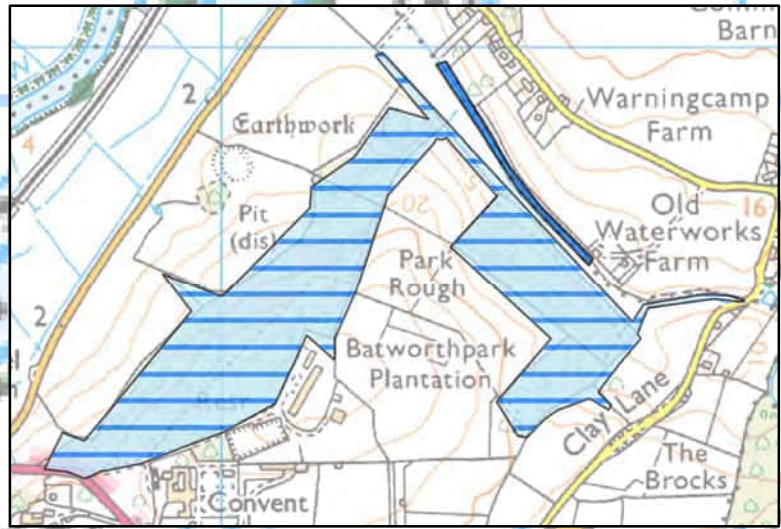 Barn
2
Warningcamp
Farm
Earthwork
4
20
5
16
Old
Waterworks
Farm
Pit
(dis)
Park
Rough
2
Batworthpark
Plantation
Clay Lane
The
Brocks
Convent